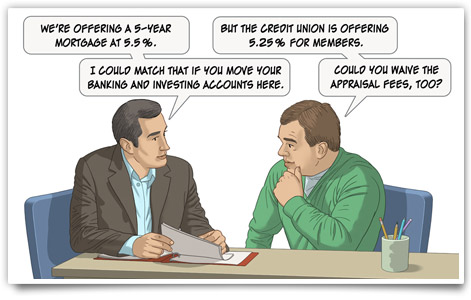 WE'RE OFFERING A 5-YEAR
MORTGAGE AT 5.5%.
BUT THE CREDIT UNION IS OFFERING
5.25% FOR MEMBERS.
I COULD MATCH THAT IF YOU MOVE YOUR
BANKING AND INVESTING ACCOUNTS HERE.
COULD YOU WAIVE THE
APPRAISAL FEES, TOO?